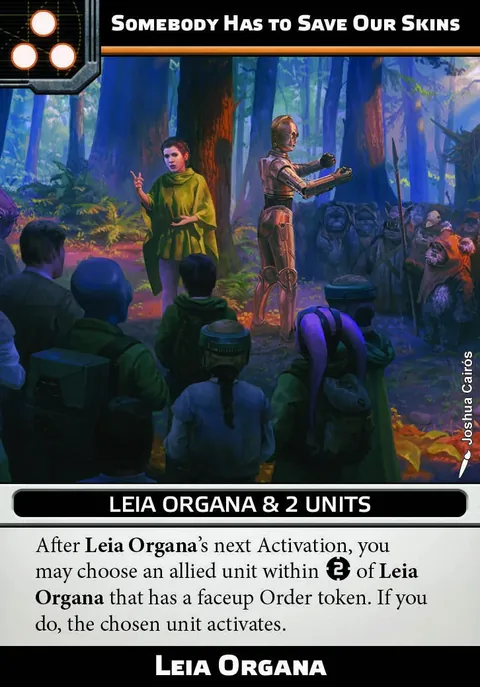 Somebody Has to Save Our Skins
Joshua Cairós
LEIA ORGANA & 2 UNITS
After Leia Organa's next Activation, you
may choose an allied unit within 2 of Leia
Organa that has a faceup Order token. If you
do, the chosen unit activates.
Leia Organa